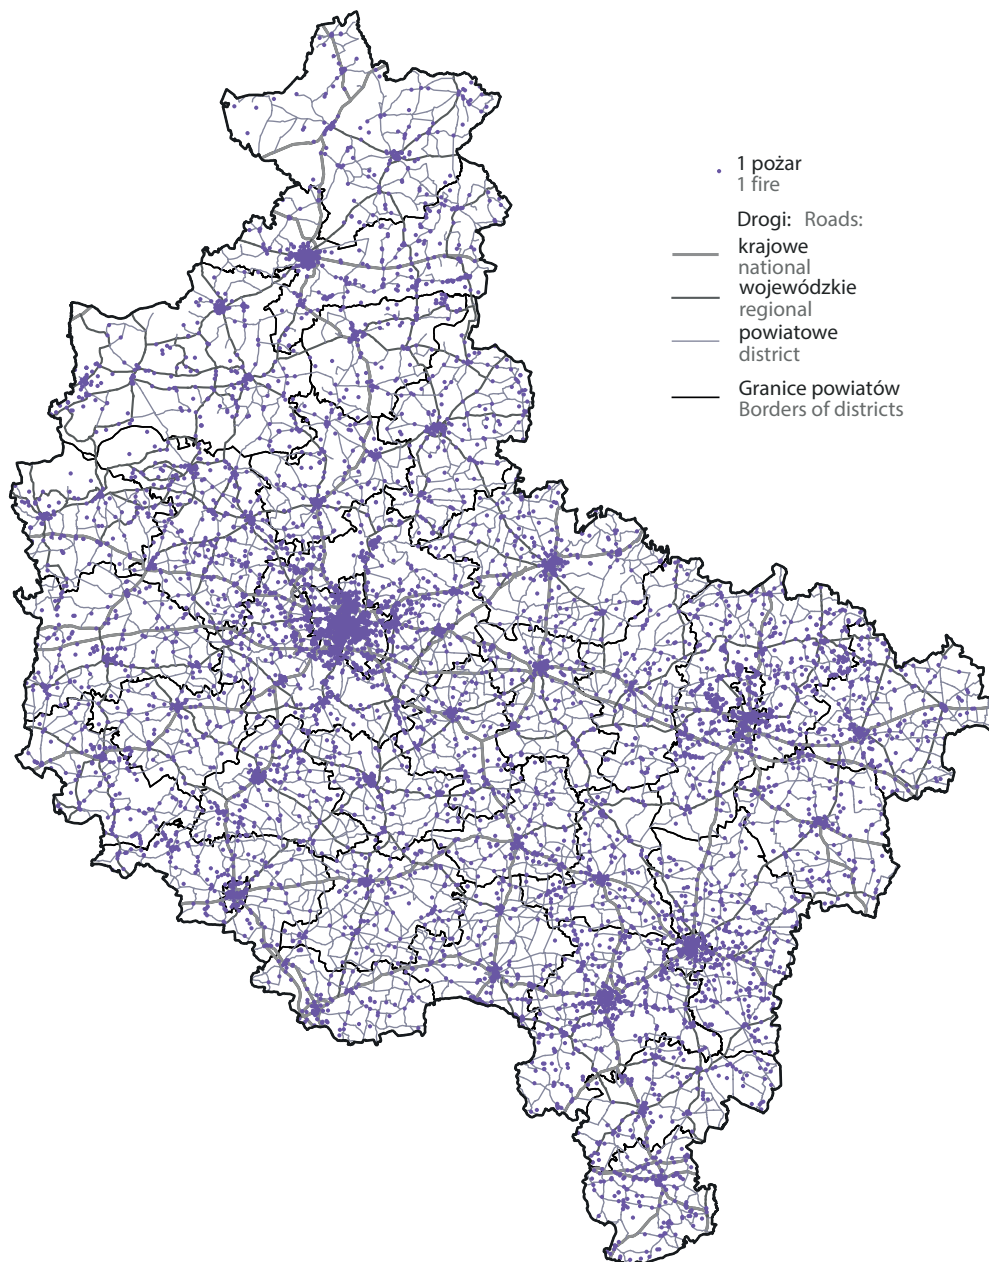 1 pożar
1 fire
Drogi: Roads:
krajowe
national
wojewódzkie
regional
powiatowe
district
Granice powiatów
Borders of districts